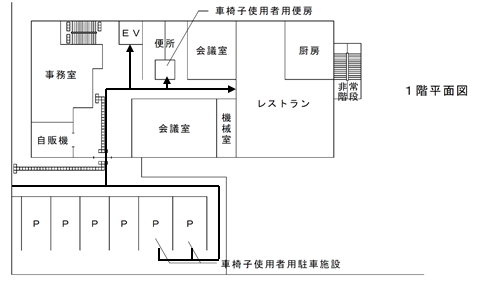 車椅子使用者用便房
EV
便所
会議室
厨房
事務室
1階平面図
非常
階段
レストラン
自販機
会議室
機械室
P P P P P P
車椅子使用者用駐車施設